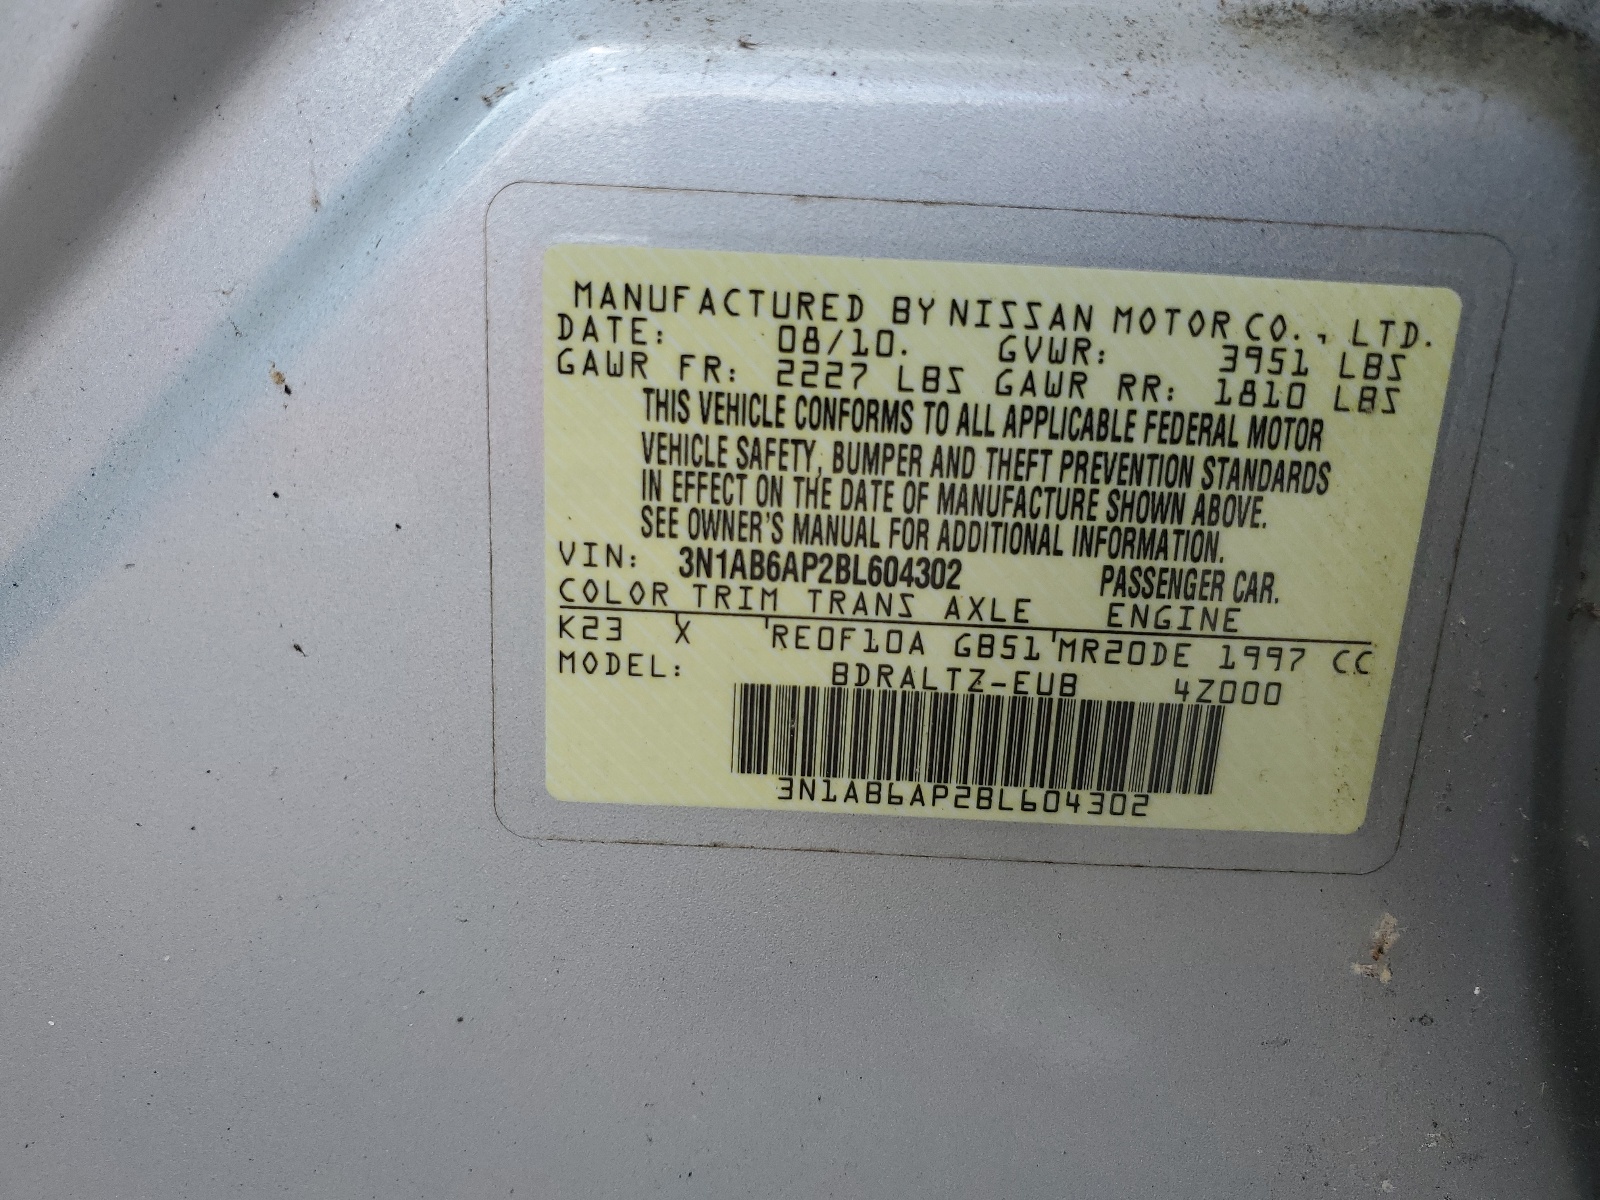 MANUFACTURED BY NISSAN MOTOR CO., LTD.
DATE: 08/10. GVWR: 3951 LBS
GAWR FR: 2227 LBS GAWR RR: 1810 LBS
THIS VEHICLE CONFORMS TO ALL APPLICABLE FEDERAL MOTOR
VEHICLE SAFETY, BUMPER AND THEFT PREVENTION STANDARDS
IN EFFECT ON THE DATE OF MANUFACTURE SHOWN ABOVE.
SEE OWNER'S MANUAL FOR ADDITIONAL INFORMATION.
VIN: 3N1AB6AP2BL604302 PASSENGER CAR.
COLOR TRIM TRANS AXLE ENGINE
K23 X RE0F10A GB51 MR20DE 1997 CC
MODEL: BDRALTZ-EUB 4Z000
3N1AB6AP2BL604302